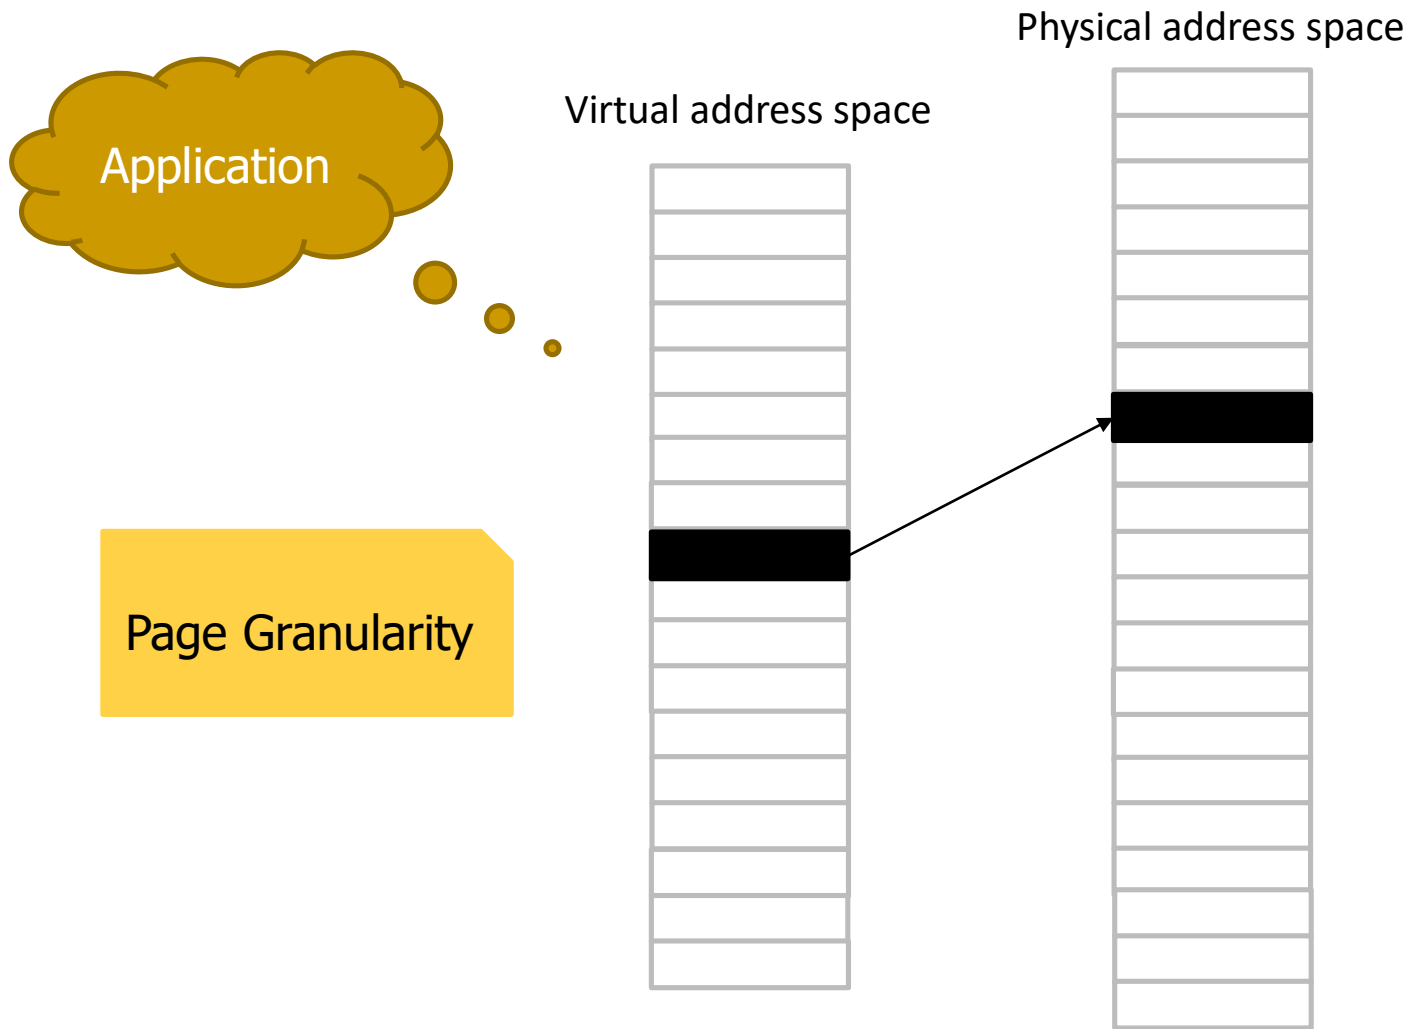 Physical address space
Virtual address space
Application
Page Granularity